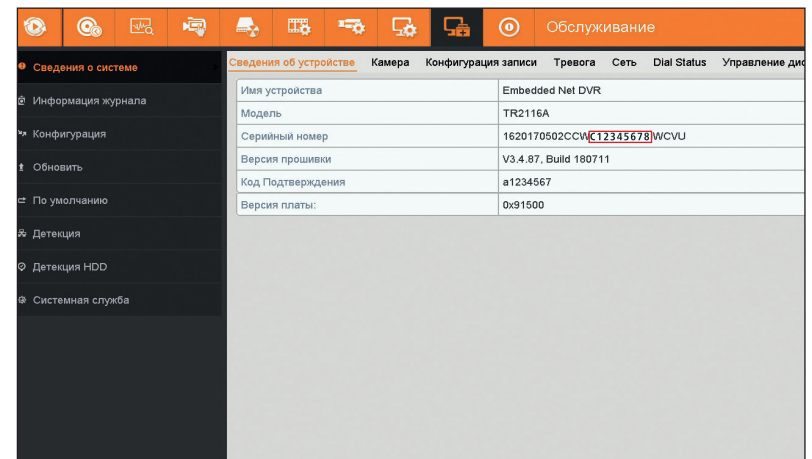 Обслуживание
Сведения о системе
Информация журнала
Конфигурация
Обновить
По умолчанию
Детекция
Детекция HDD
Системная служба
Сведения об устройстве Камера Конфигурация записи Тревога Сеть Dial Status Управление дис
Имя устройства Embedded Net DVR
Модель TR2116A
Серийный номер 1620170502CCWC12345678WCVU
Версия прошивки V3.4.87, Build 180711
Код Подтверждения a1234567
Версия платы: 0x91500